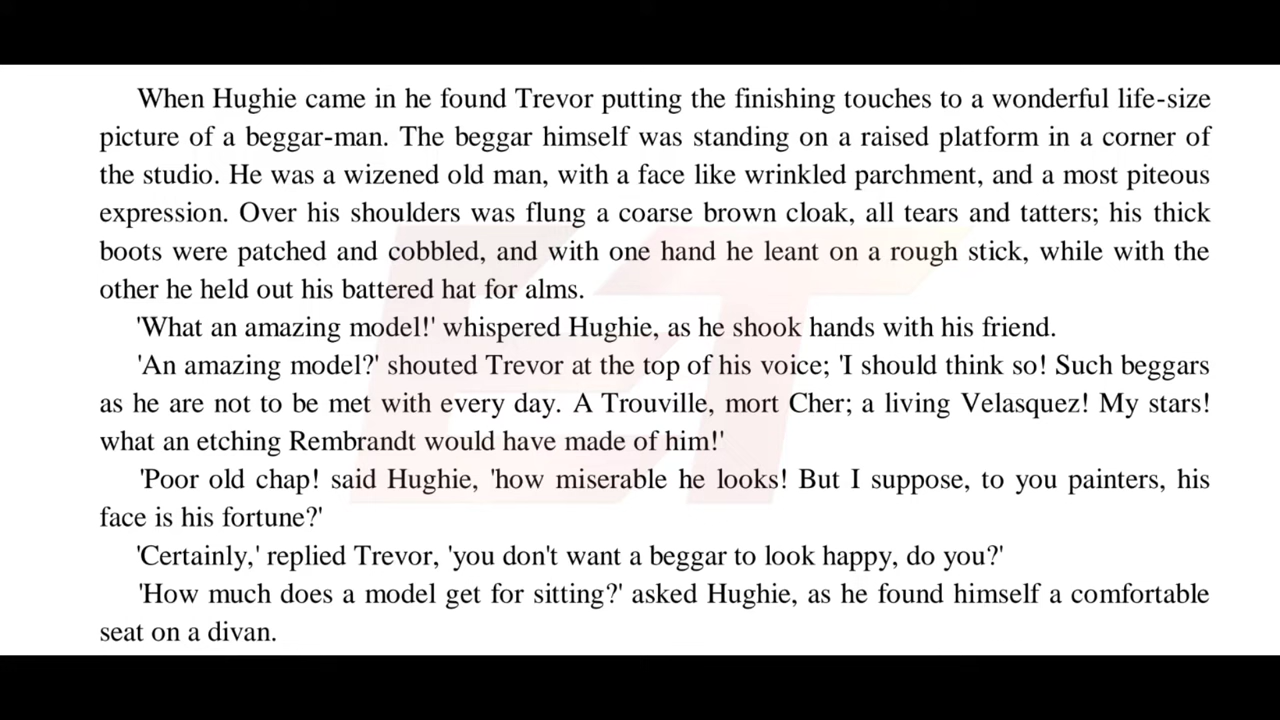 When Hughie came in he found Trevor putting the finishing touches to a wonderful life-size
picture of a beggar-man. The beggar himself was standing on a raised platform in a corner of
the studio. He was a wizened old man, with a face like wrinkled parchment, and a most piteous
expression. Over his shoulders was flung a coarse brown cloak, all tears and tatters; his thick
boots were patched and cobbled, and with one hand he leant on a rough stick, while with the
other he held out his battered hat for alms.
'What an amazing model!' whispered Hughie, as he shook hands with his friend.
'An amazing model?' shouted Trevor at the top of his voice; 'I should think so! Such beggars
as he are not to be met with every day. A Trouville, mort Cher; a living Velasquez! My stars!
what an etching Rembrandt would have made of him!'
'Poor old chap! said Hughie, 'how miserable he looks! But I suppose, to you painters, his
face is his fortune?'
'Certainly,' replied Trevor, 'you don't want a beggar to look happy, do you?'
'How much does a model get for sitting?' asked Hughie, as he found himself a comfortable
seat on a divan.